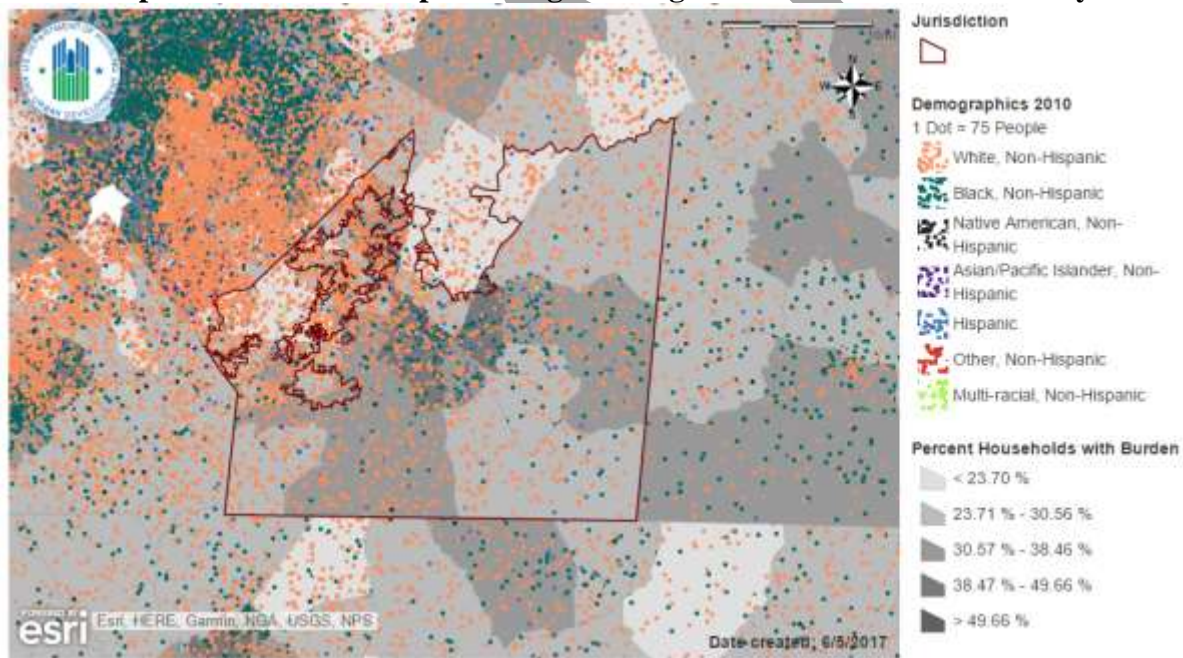 Jurisdiction
Demographics 2010
1 Dot = 75 People
White, Non-Hispanic
Black, Non-Hispanic
Native American, Non-
Hispanic
Asian/Pacific Islander, Non-
Hispanic
Hispanic
Other, Non-Hispanic
Multi-racial, Non-Hispanic
Percent Households with Burden
< 23.70 %
23.71 % - 30.56 %
30.57 % - 38.46 %
38.47 % - 49.66 %
> 49.66 %
POWERED BY
esri
Esri, HERE, Garmin, NGA, USGS, NPS
Date created: 6/5/2017